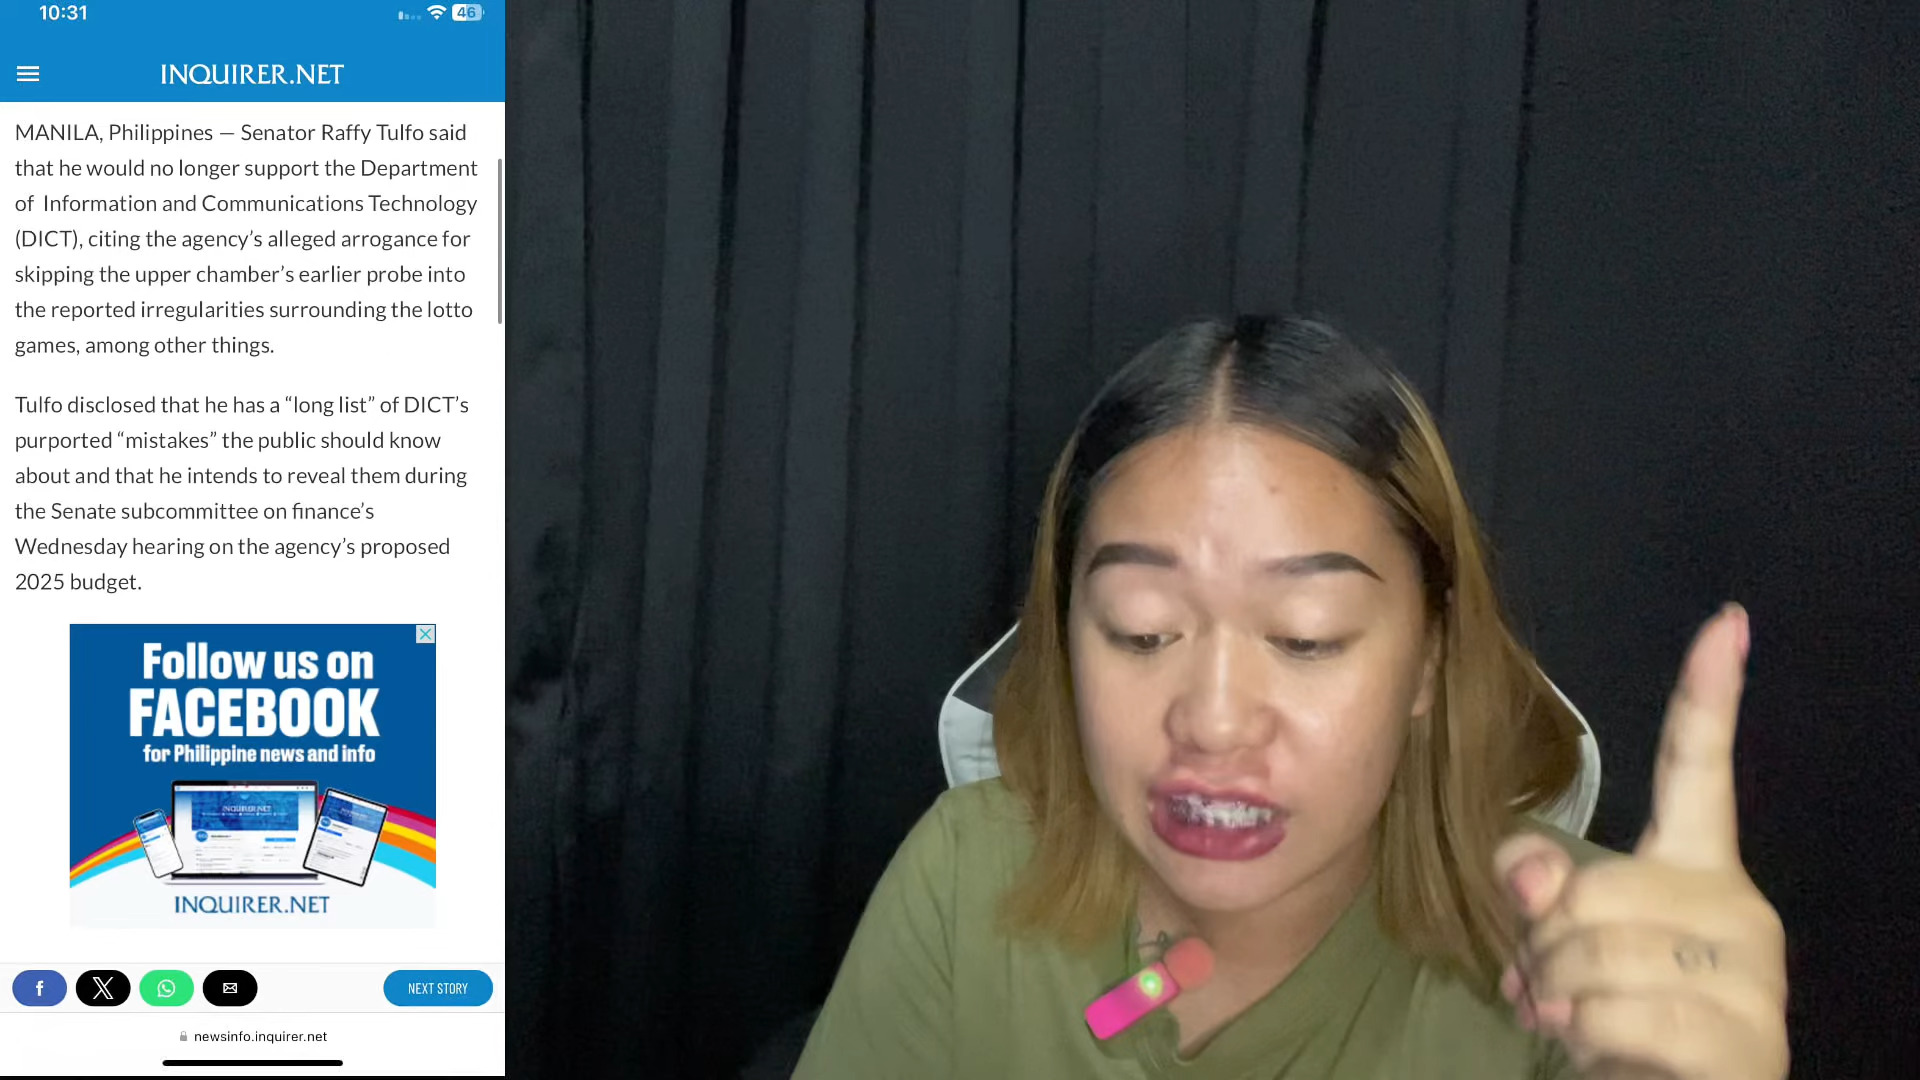 10:31
46
INQUIRER.NET
MANILA, Philippines — Senator Raffy Tulfo said
that he would no longer support the Department
of Information and Communications Technology
(DICT), citing the agency’s alleged arrogance for
skipping the upper chamber’s earlier probe into
the reported irregularities surrounding the lotto
games, among other things.
Tulfo disclosed that he has a “long list” of DICT’s
purported “mistakes” the public should know
about and that he intends to reveal them during
the Senate subcommittee on finance’s
Wednesday hearing on the agency’s proposed
2025 budget.
Follow us on
FACEBOOK
for Philippine news and info
INQUIRER.NET
INQUIRER.NET
NEXT STORY
newsinfo.inquirer.net